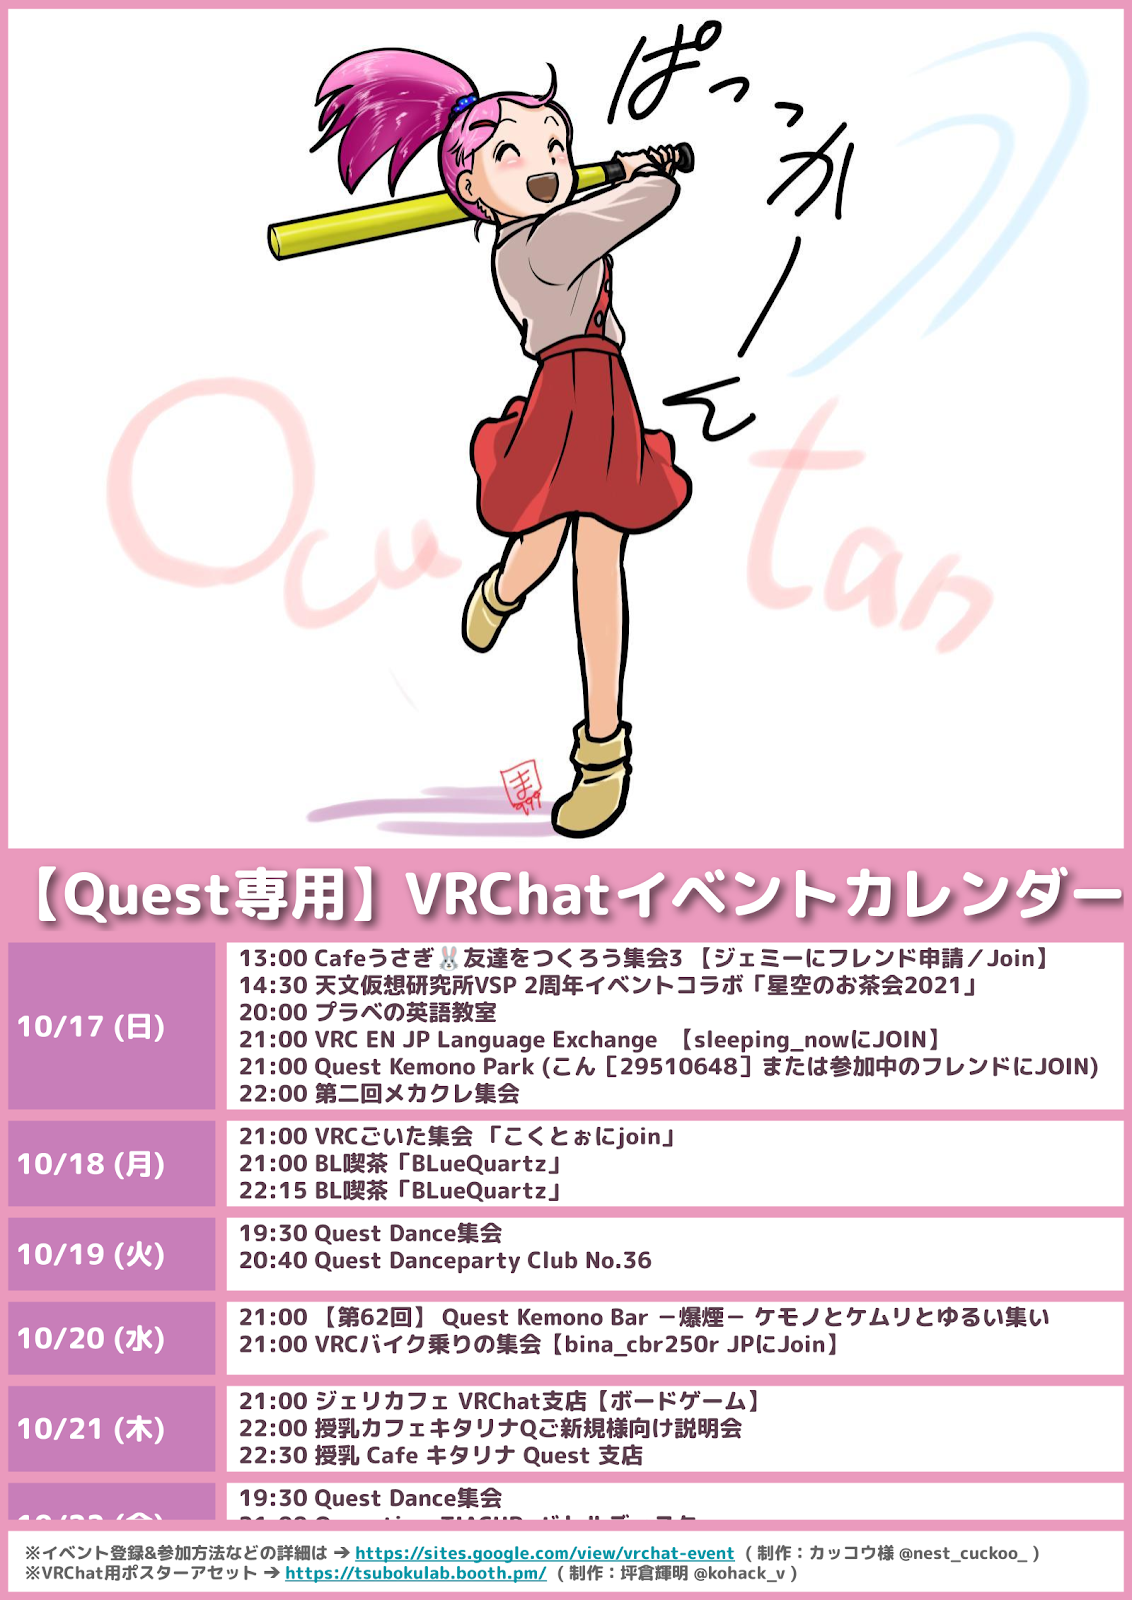 ぱっっかーん
Ocu tan
ま
999
【Quest専用】VRChatイベントカレンダー
10/17 (日)
13:00 Cafeうさぎ🐰友達をつくろう集会3 【ジェミーにフレンド申請／Join】
14:30 天文仮想研究所VSP 2周年イベントコラボ「星空のお茶会2021」
20:00 プラベの英語教室
21:00 VRC EN JP Language Exchange 【sleeping_nowにJOIN】
21:00 Quest Kemono Park (こん［29510648］または参加中のフレンドにJOIN)
22:00 第二回メカクレ集会
10/18 (月)
21:00 VRCごいた集会 「こくとぉにjoin」
21:00 BL喫茶「BLueQuartz」
22:15 BL喫茶「BLueQuartz」
10/19 (火)
19:30 Quest Dance集会
20:40 Quest Danceparty Club No.36
10/20 (水)
21:00 【第62回】 Quest Kemono Bar －爆煙－ ケモノとケムリとゆるい集い
21:00 VRCバイク乗りの集会【bina_cbr250r JPにJoin】
10/21 (木)
21:00 ジェリカフェ VRChat支店【ボードゲーム】
22:00 授乳カフェキタリナQご新規様向け説明会
22:30 授乳 Cafe キタリナ Quest 支店
19:30 Quest Dance集会
※イベント登録&参加方法などの詳細は ➔ https://sites.google.com/view/vrchat-event ( 制作：カッコウ様 @nest_cuckoo_ )
※VRChat用ポスターアセット ➔ https://tsubokulab.booth.pm/ ( 制作：坪倉輝明 @kohack_v )